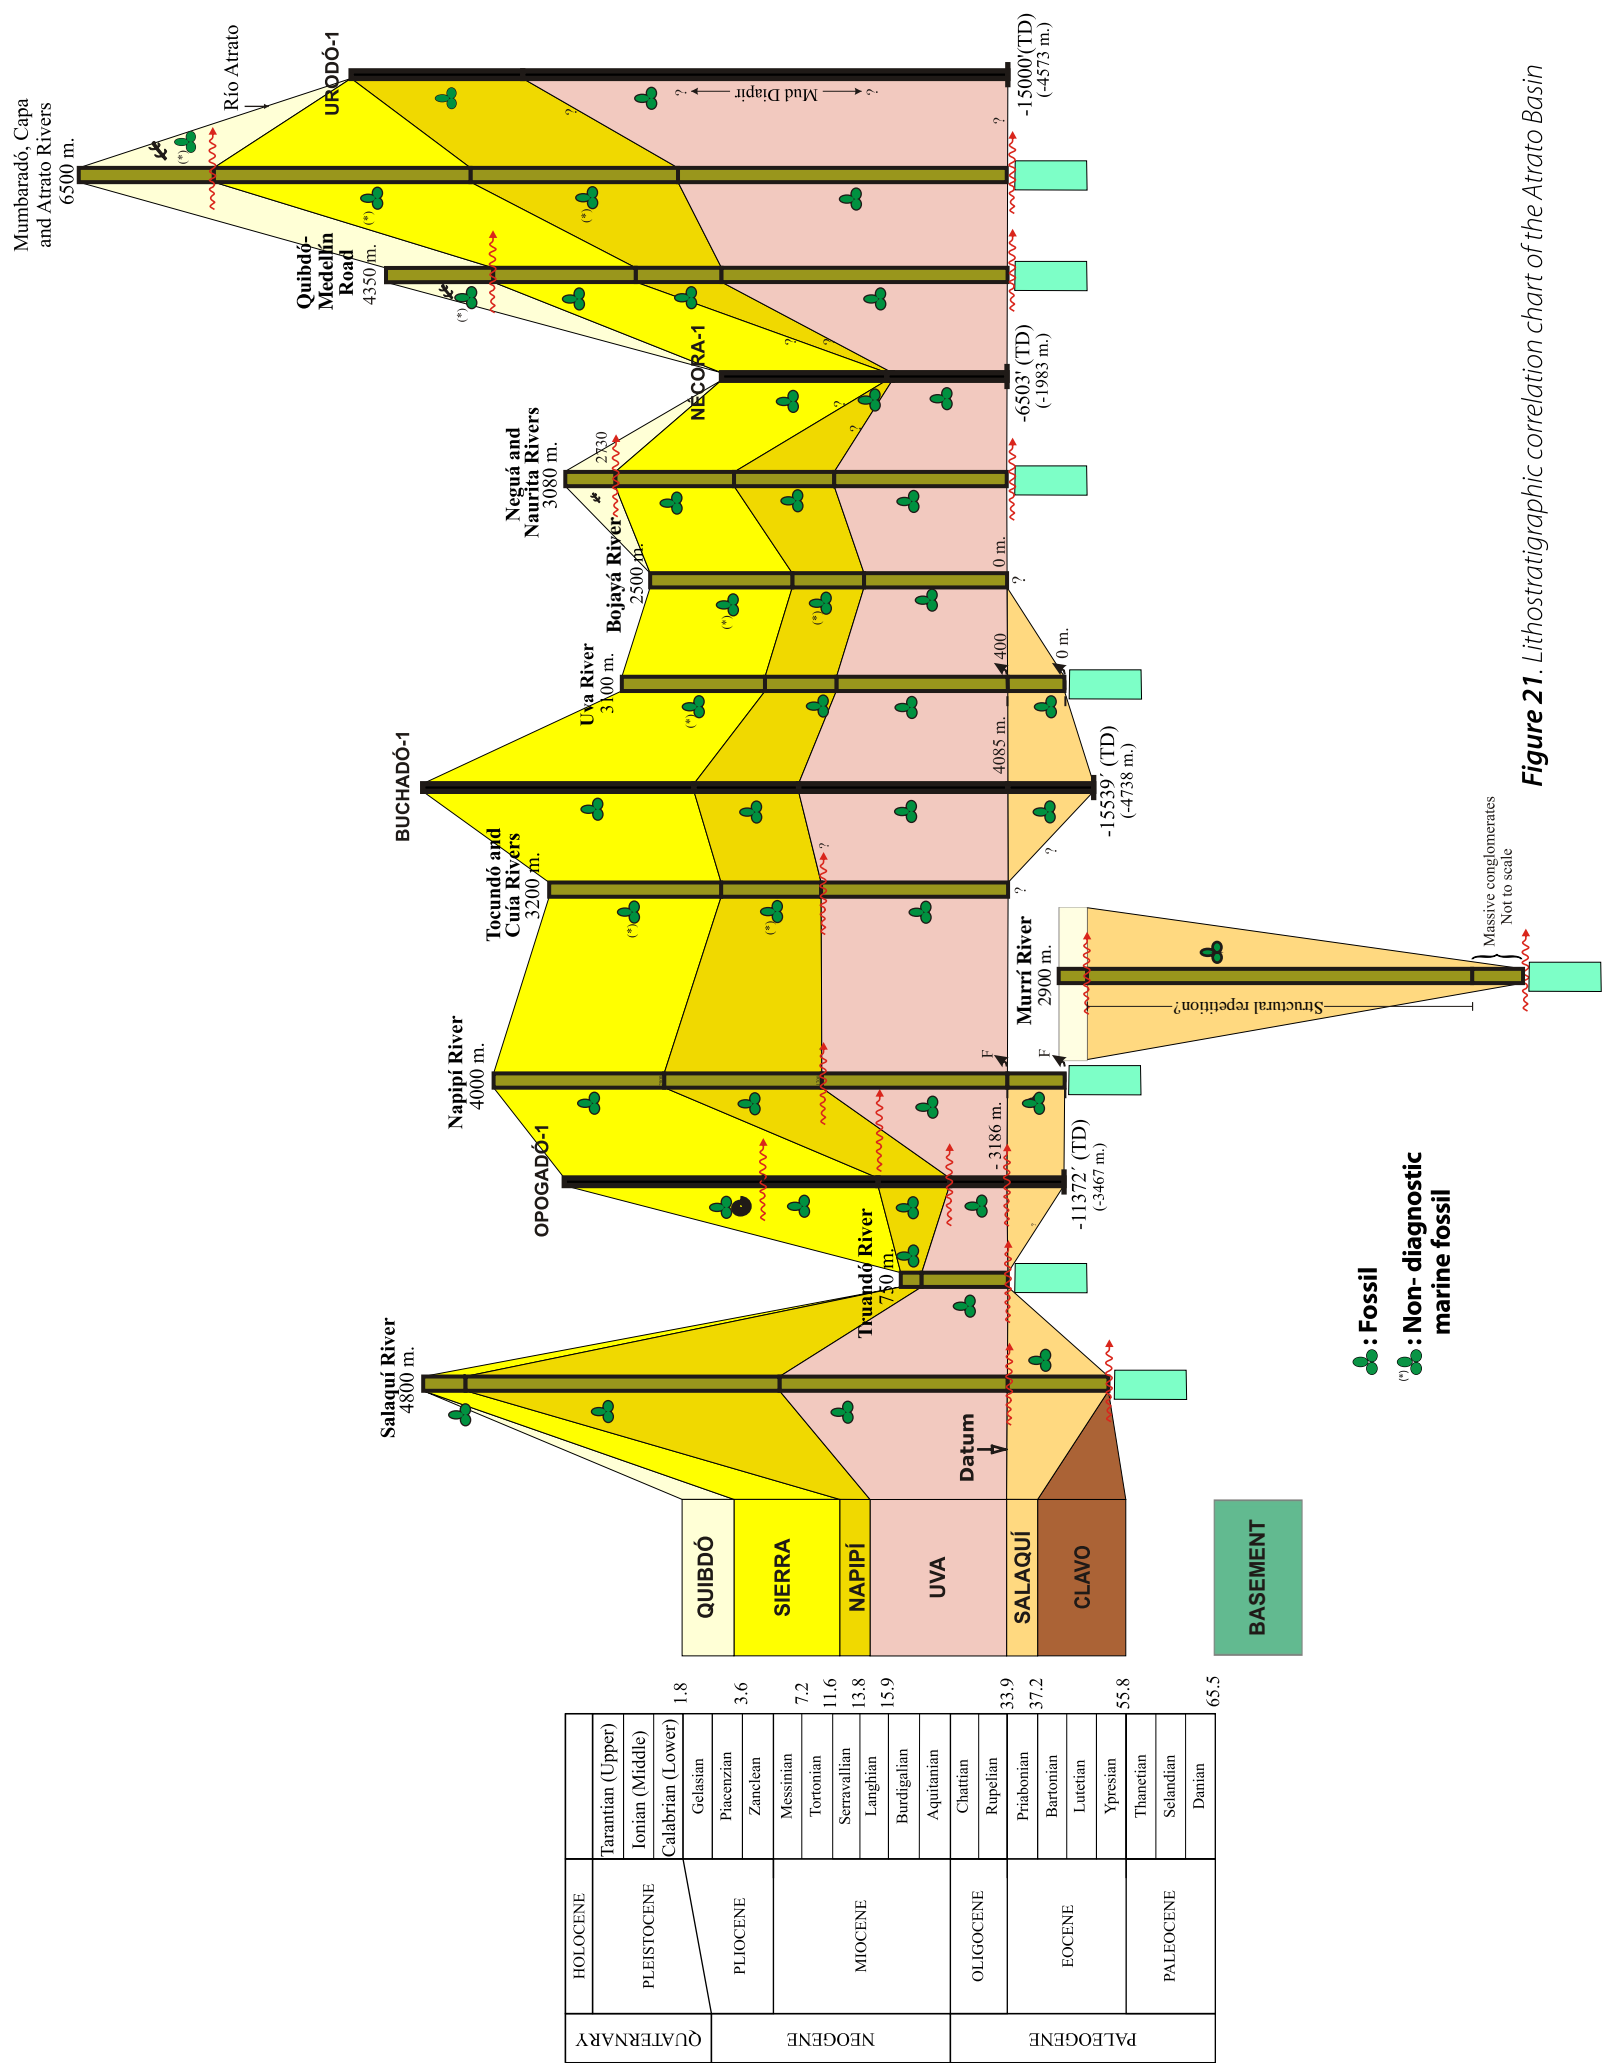 Mumbaradó, Capa
and Atrato Rivers
6500 m.
Río Atrato
URODÓ-1
Quibdó-
Medellín
Road
4350 m.
NÉCORA-1
Neguá and
Naurita Rivers
3080 m.
2730
Bojayá River
2500 m.
Uva River
3100 m.
BUCHADÓ-1
Tocundó and
Cuía Rivers
3200 m.
Napipí River
4000 m.
OPOGADÓ-1
Truandó River
750 m.
Salaquí River
4800 m.
Murrí River
2900 m.
(*)
(*)
(*)
(*)
(*)
(*)
(*)
(*)
(*)
?
?
?
?
?
?
?
?
?
?
?
?
?
?
Mud Diapir
-15000'(TD)
(-4573 m.)
-6503' (TD)
(-1983 m.)
0 m.
400
0 m.
4085 m.
-15539´ (TD)
(-4738 m.)
F
F
- 3186 m.
-11372´ (TD)
(-3467 m.)
Structural repetition?
Massive conglomerates
Not to scale
Datum
QUIBDÓ
SIERRA
NAPIPÍ
UVA
SALAQUÍ
CLAVO
BASEMENT
1.8
3.6
7.2
11.6
13.8
15.9
33.9
37.2
55.8
65.5
Tarantian (Upper)
Ionian (Middle)
Calabrian (Lower)
Gelasian
Piacenzian
Zanclean
Messinian
Tortonian
Serravallian
Langhian
Burdigalian
Aquitanian
Chattian
Rupelian
Priabonian
Bartonian
Lutetian
Ypresian
Thanetian
Selandian
Danian
HOLOCENE
PLEISTOCENE
PLIOCENE
MIOCENE
OLIGOCENE
EOCENE
PALEOCENE
QUATERNARY
NEOGENE
PALEOGENE
: Fossil
(*) : Non- diagnostic
marine fossil
Figure 21. Lithostratigraphic correlation chart of the Atrato Basin